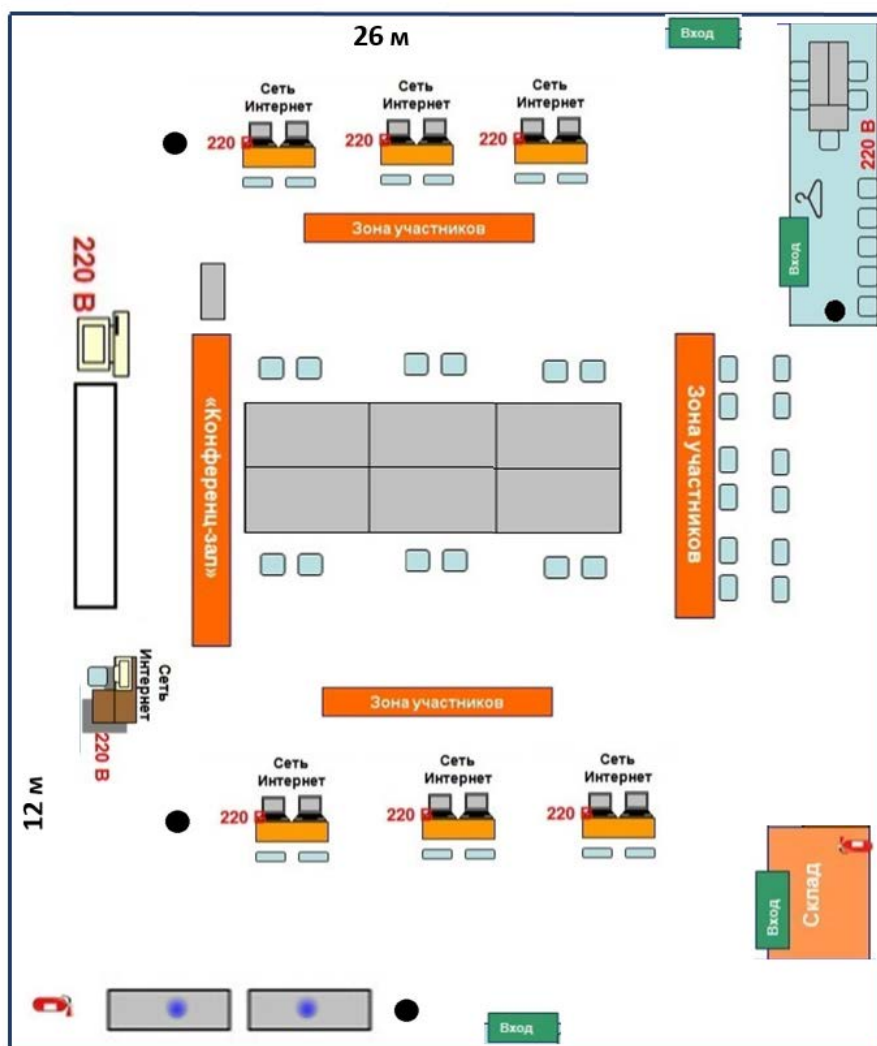 26 м
Вход
Сеть
Интернет
Сеть
Интернет
Сеть
Интернет
220
220
220
220 В
Зона участников
Вход
220 В
«Конференц-зал»
Зона участников
Сеть
Интернет
220 В
Зона участников
12 м
Сеть
Интернет
Сеть
Интернет
Сеть
Интернет
220
220
220
Вход
Склад
Вход